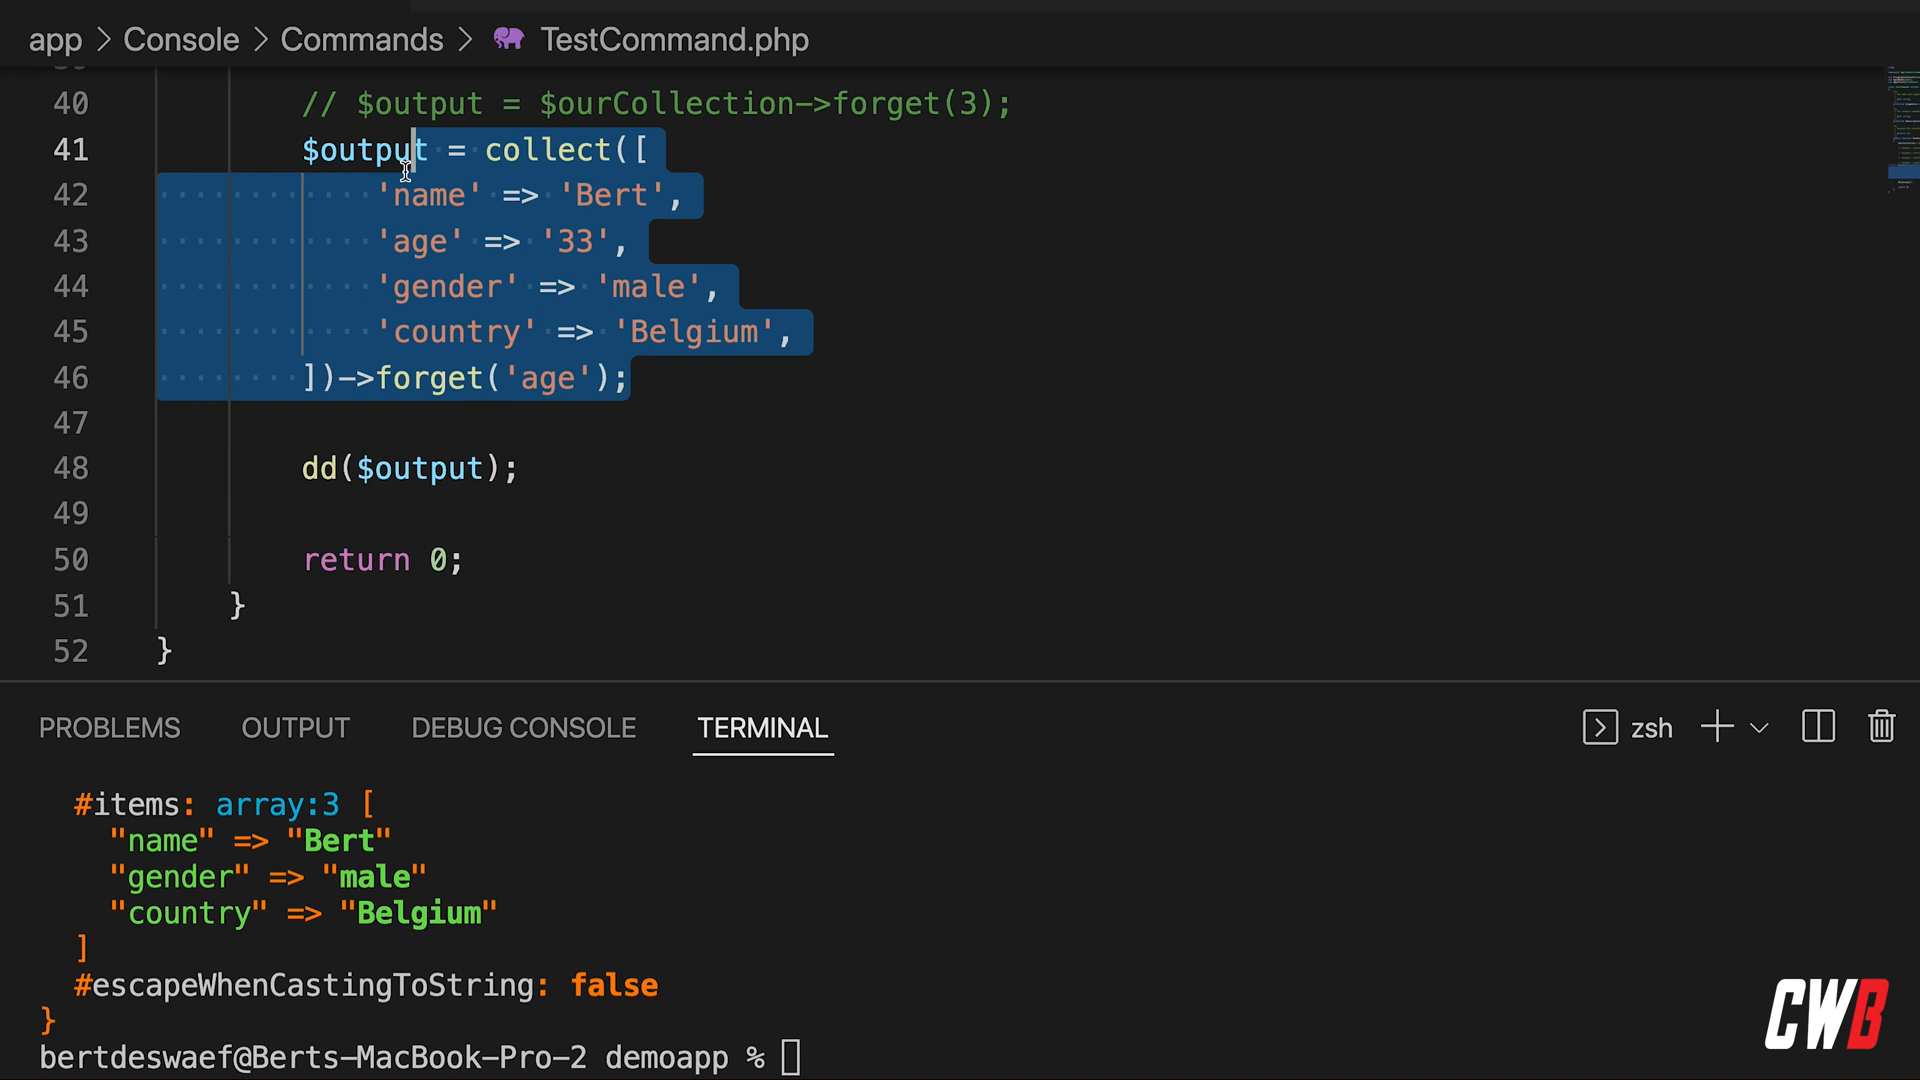 app > Console > Commands > TestCommand.php
40 // $output = $ourCollection->forget(3);
41 $output = collect([
42 'name' => 'Bert',
43 'age' => '33',
44 'gender' => 'male',
45 'country' => 'Belgium',
46 ])->forget('age');
47
48 dd($output);
49
50 return 0;
51 }
52 }
PROBLEMS OUTPUT DEBUG CONSOLE TERMINAL zsh
#items: array:3 [
"name" => "Bert"
"gender" => "male"
"country" => "Belgium"
]
#escapeWhenCastingToString: false
}
bertdeswaef@Berts-MacBook-Pro-2 demoapp %
CWB